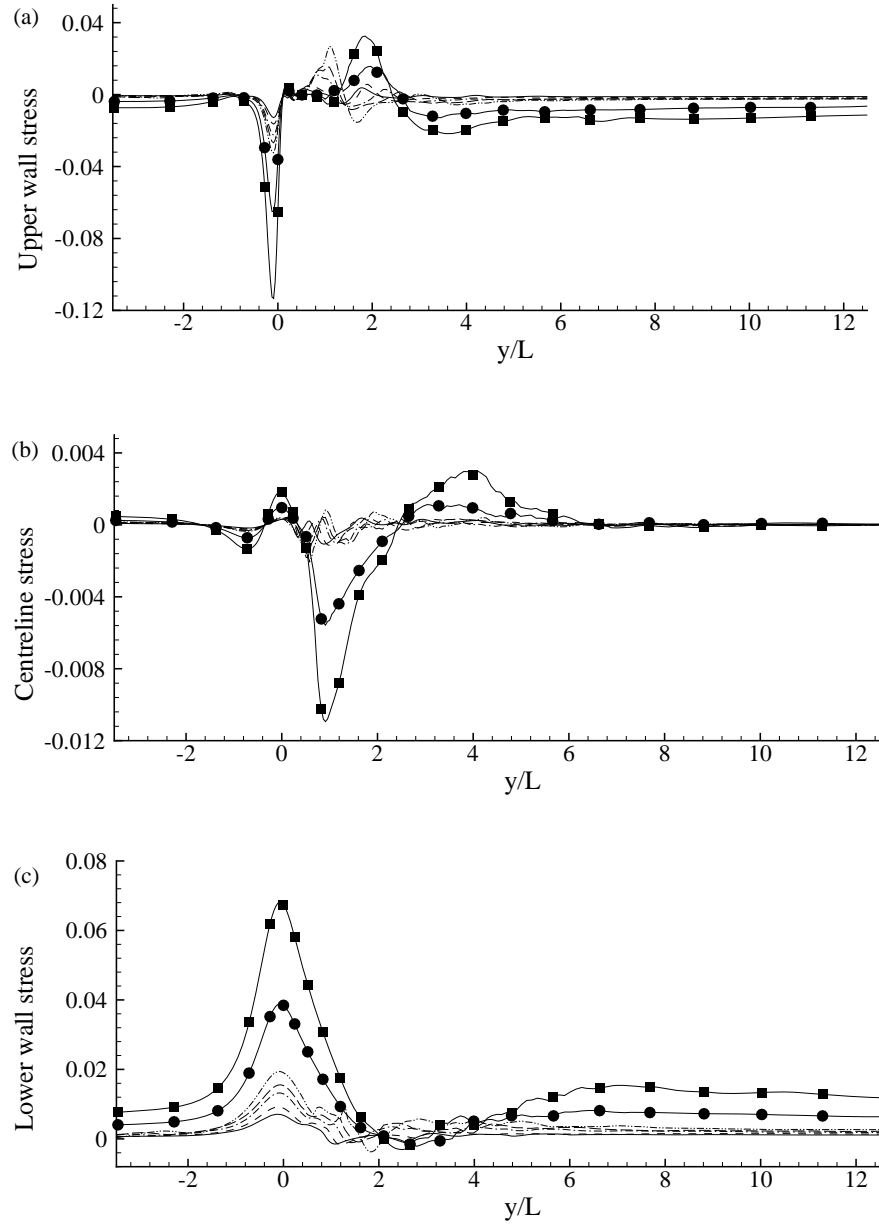 (a)
0.04
0
-0.04
-0.08
-0.12
Upper wall stress
-2 0 2 4 6 8 10 12
y/L
(b)
0.004
0
-0.004
-0.008
-0.012
Centreline stress
-2 0 2 4 6 8 10 12
y/L
(c)
0.08
0.06
0.04
0.02
0
Lower wall stress
-2 0 2 4 6 8 10 12
y/L